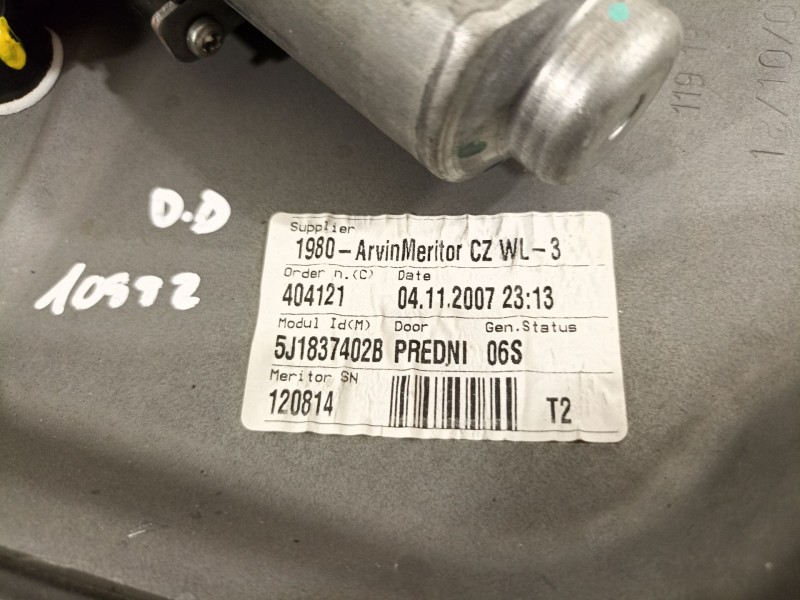 D.D
Supplier
1980-ArvinMeritor CZ WL-3
Order n.(C) Date
404121 04.11.2007 23:13
Modul Id(M) Door Gen.Status
5J1837402B PREDNI 06S
Meritor SN
120814 T2